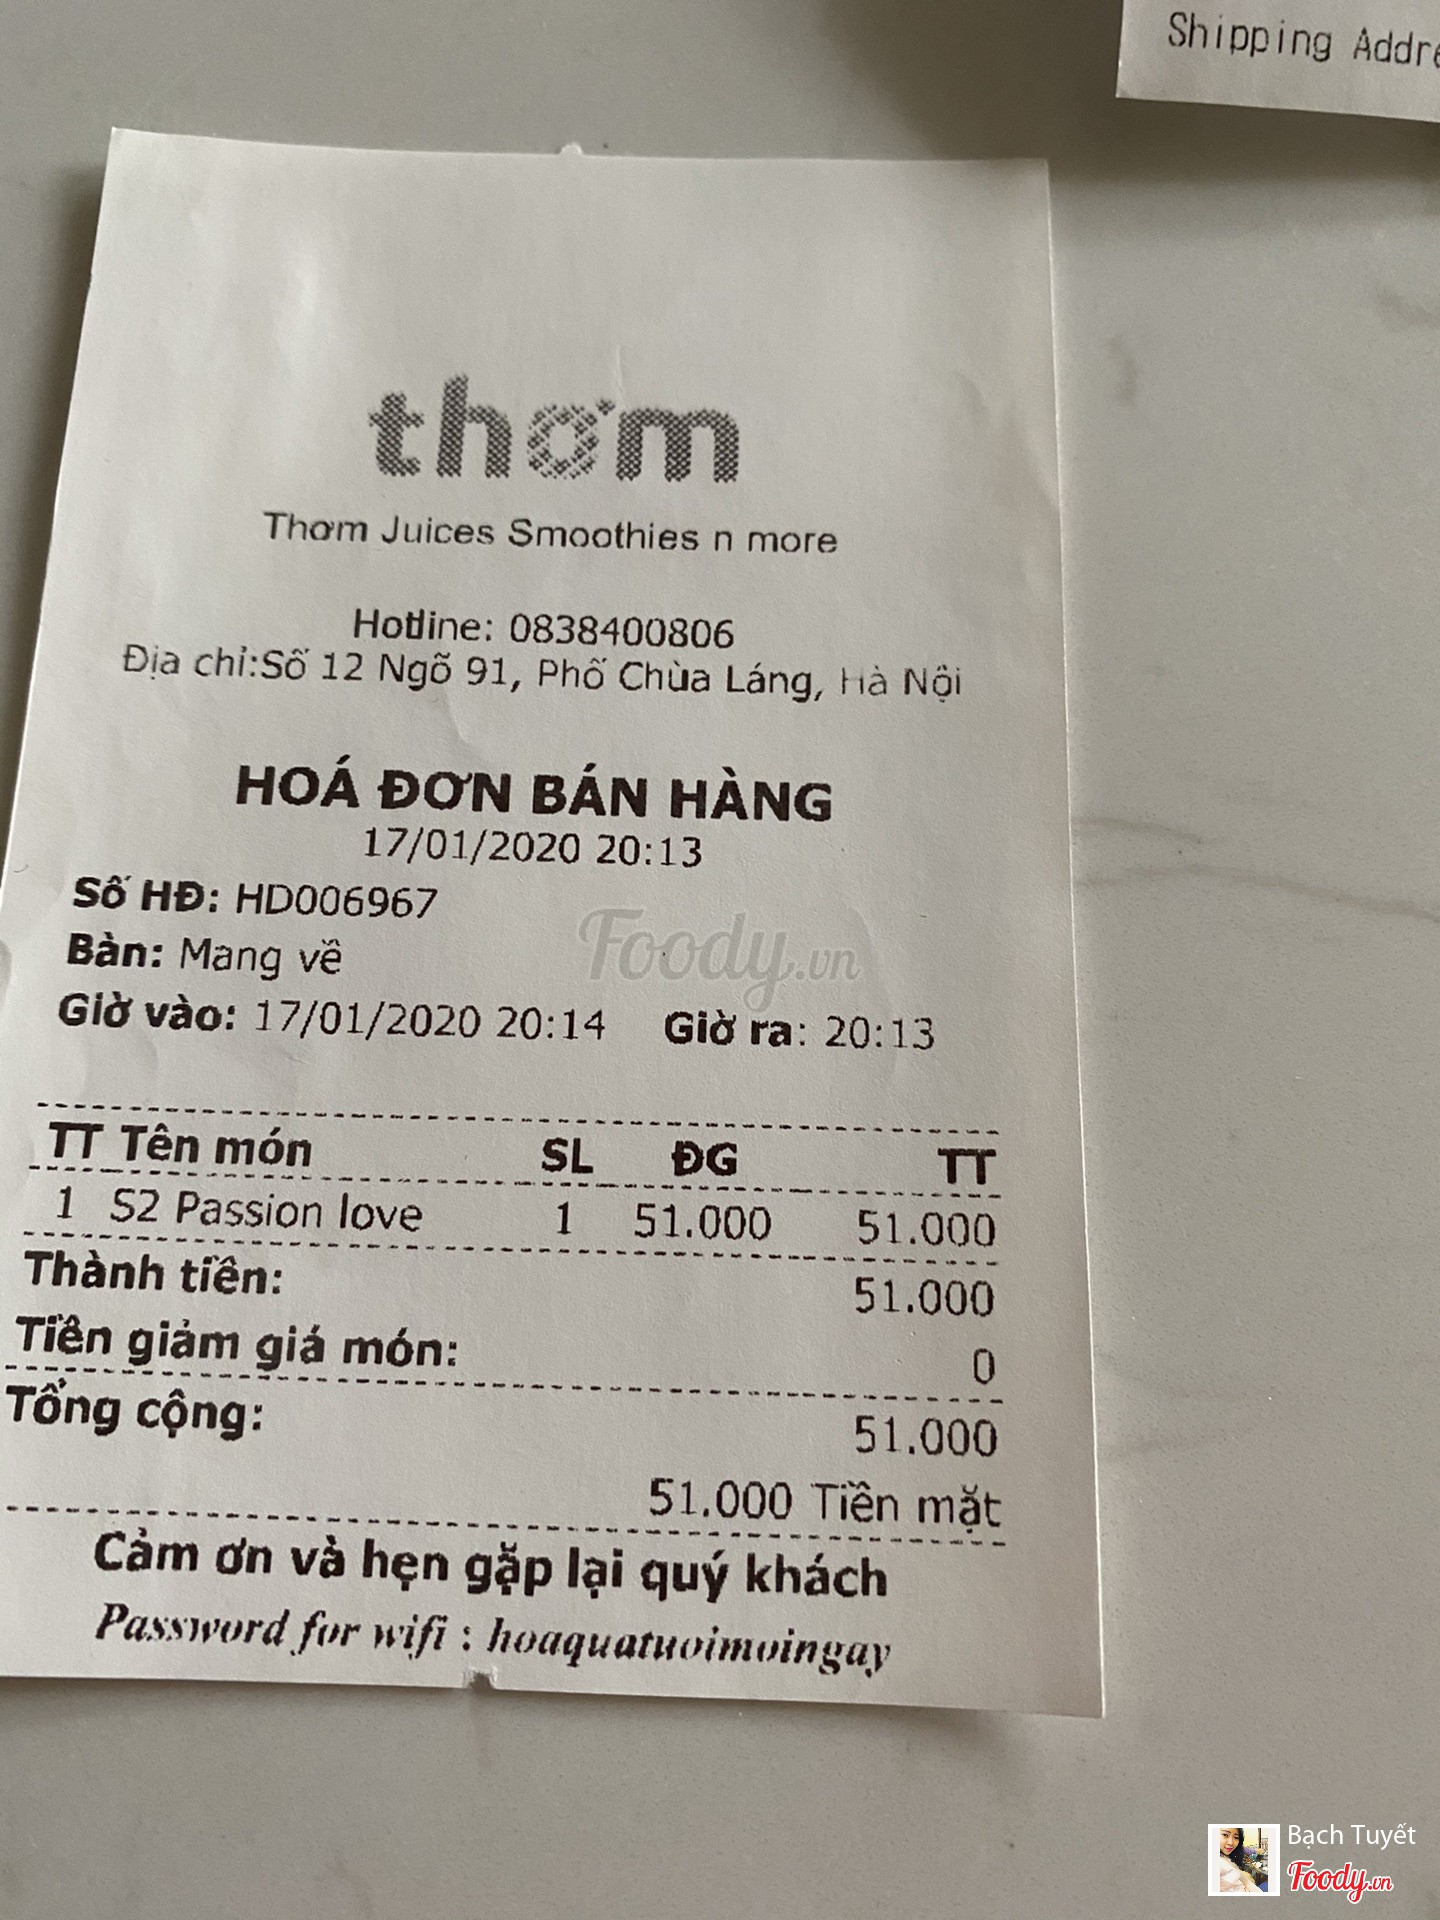 Shipping Addre
thơm
Thơm Juices Smoothies n more
Hotline: 0838400806
Địa chỉ:Số 12 Ngõ 91, Phố Chùa Láng, Hà Nội
HOÁ ĐƠN BÁN HÀNG
17/01/2020 20:13
Số HĐ: HD006967
Bàn: Mang về
Giờ vào: 17/01/2020 20:14 Giờ ra: 20:13
TT Tên món SL ĐG TT
1 S2 Passion love 1 51.000 51.000
Thành tiền: 51.000
Tiền giảm giá món: 0
Tổng cộng: 51.000
51.000 Tiền mặt
Cảm ơn và hẹn gặp lại quý khách
Password for wifi : hoaquatuoimoingay
Foody.vn
Bạch Tuyết
Foody.vn